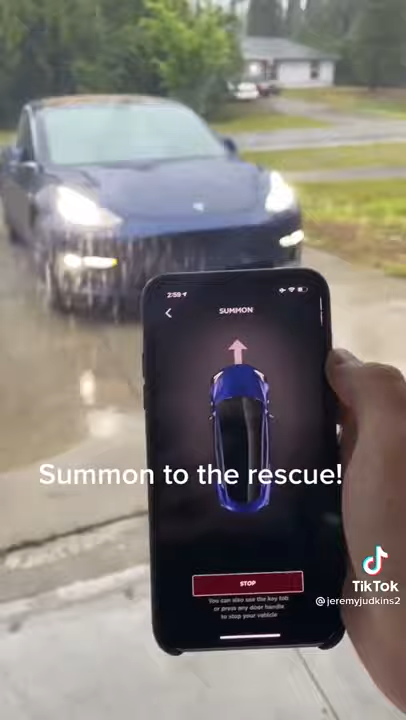 2:59
SUMMON
Summon to the rescue!
STOP
You can also use the key fob
or press any door handle
to stop your vehicle
TikTok
@jeremyjudkins2